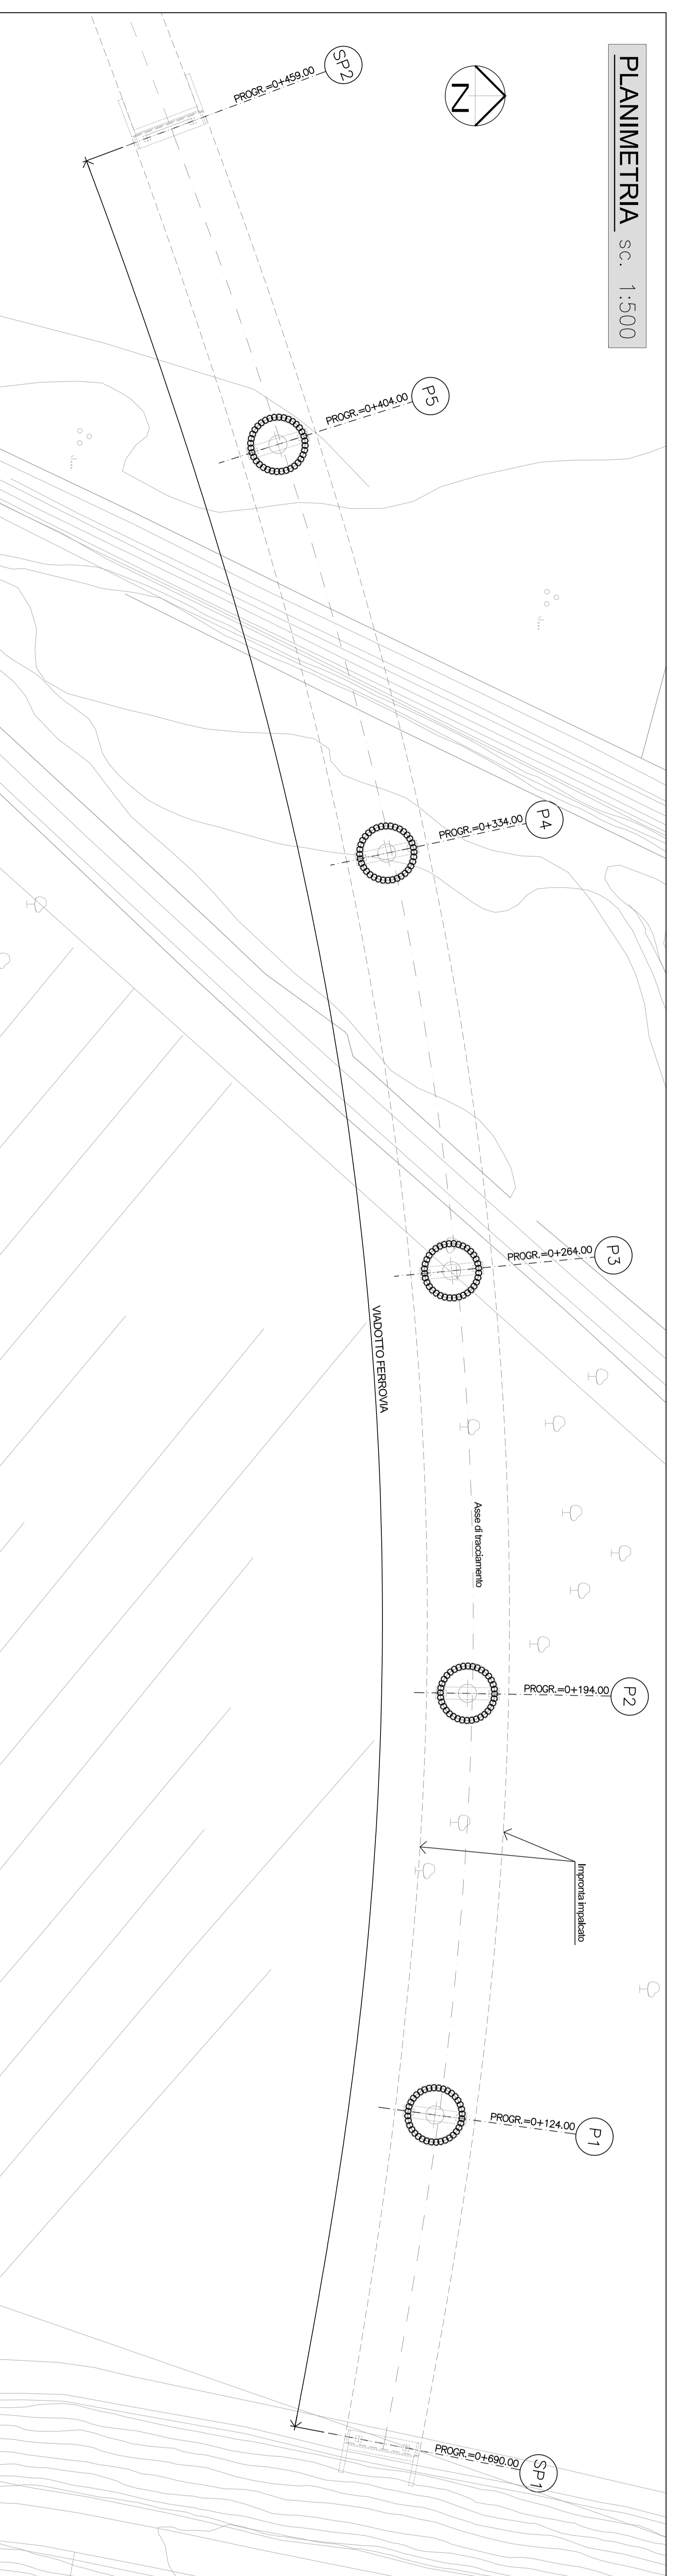 PLANIMETRIA sc. 1:500
N
SP2
PROGR.=0+459.00
P5
PROGR.=0+404.00
P4
PROGR.=0+334.00
P3
PROGR.=0+264.00
VIADOTTO FERROVIA
Asse di tracciamento
P2
PROGR.=0+194.00
Impronta impalcato
P1
PROGR.=0+124.00
SP1
PROGR.=0+690.00